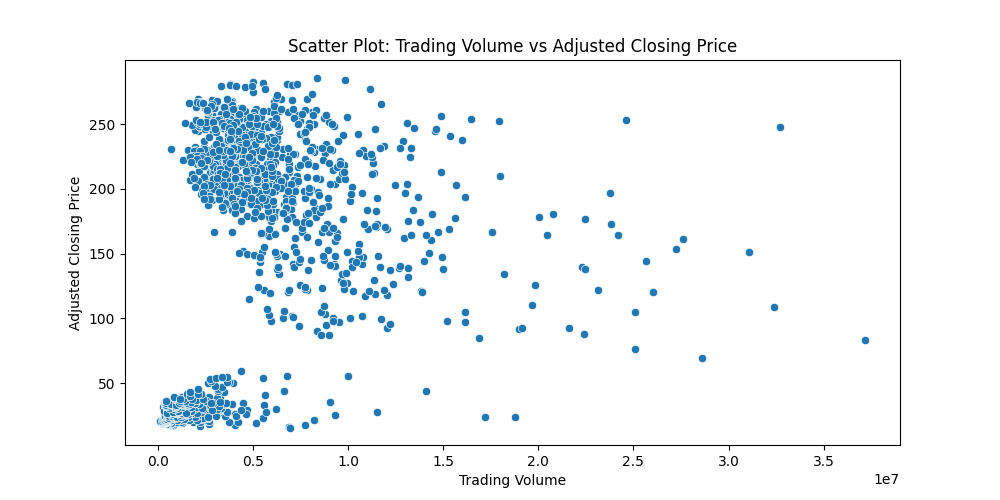 Scatter Plot: Trading Volume vs Adjusted Closing Price
Adjusted Closing Price
250
200
150
100
50
0.0 0.5 1.0 1.5 2.0 2.5 3.0 3.5
1e7
Trading Volume